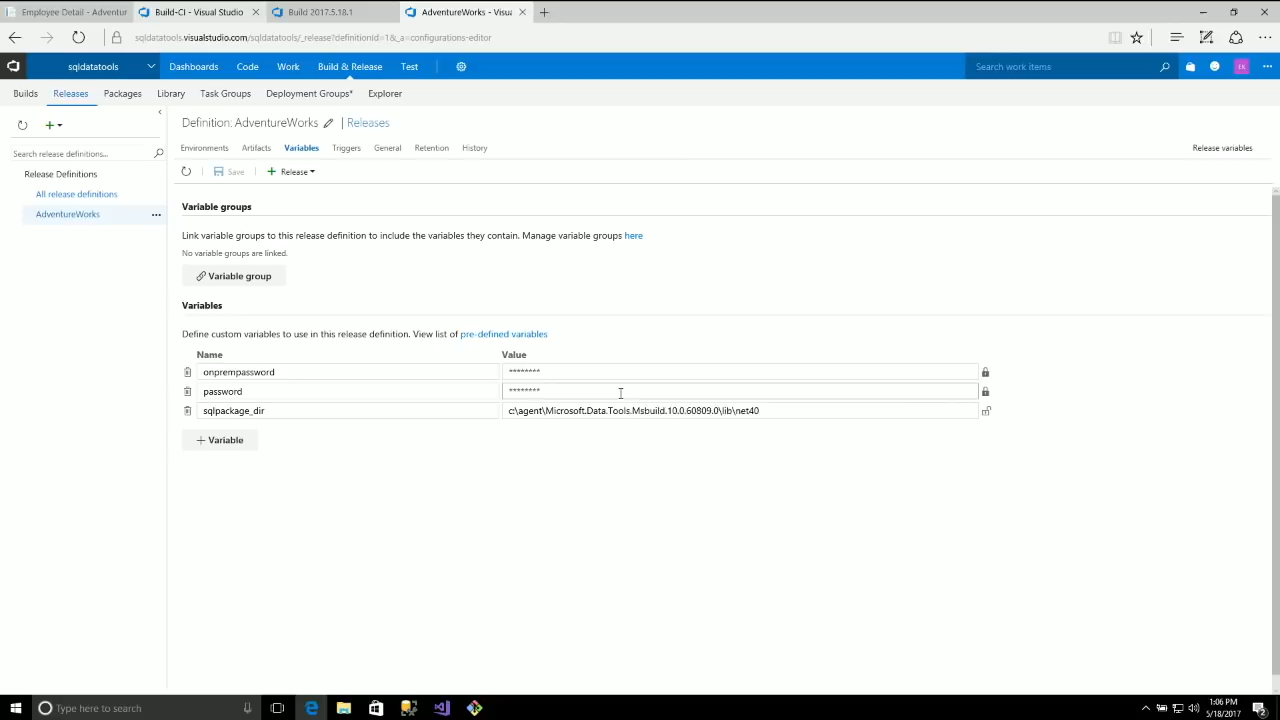 Employee Detail - Adventur
Build-CI - Visual Studio
Build 2017.5.18.1
AdventureWorks - Visua
sqldatatools.visualstudio.com/sqldatatools/_release?definitionId=1&_a=configurations-editor
sqldatatools
Dashboards
Code
Work
Build & Release
Test
Search work items
Builds
Releases
Packages
Library
Task Groups
Deployment Groups*
Explorer
Definition: AdventureWorks | Releases
Search release definitions...
Environments
Artifacts
Variables
Triggers
General
Retention
History
Release variables
Save
Release
Release Definitions
All release definitions
AdventureWorks
Variable groups
Link variable groups to this release definition to include the variables they contain. Manage variable groups here
No variable groups are linked.
Variable group
Variables
Define custom variables to use in this release definition. View list of pre-defined variables
Name Value
onprempassword ********
password ********
sqlpackage_dir c:\agent\Microsoft.Data.Tools.Msbuild.10.0.60809.0\lib\net40
Variable
Type here to search
1:06 PM
5/18/2017